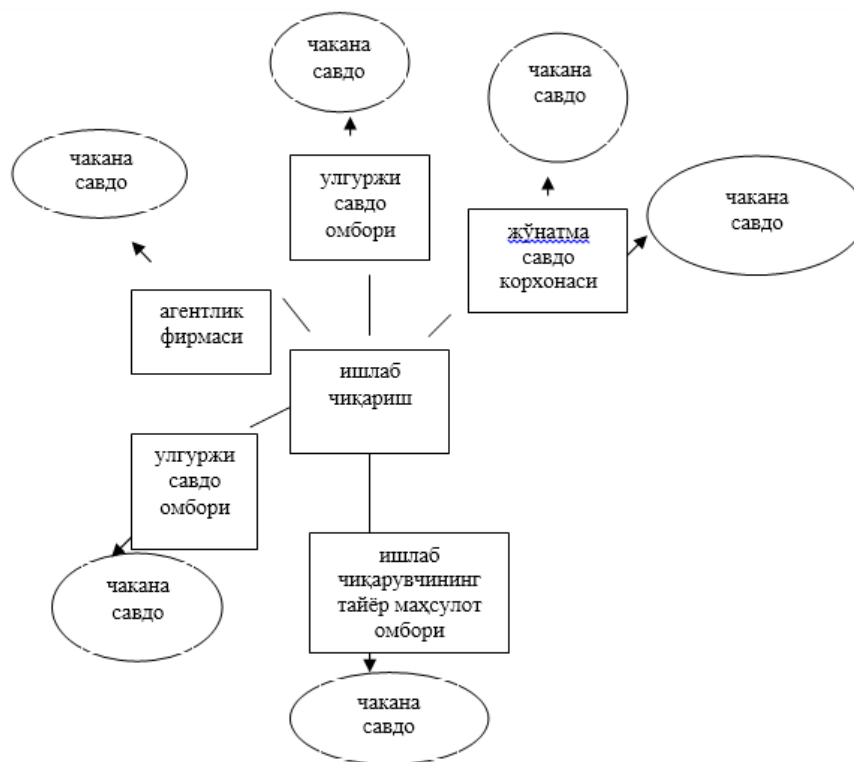 чакана
савдо
чакана
савдо
чакана
савдо
улгуржи
савдо
омбори
чакана
савдо
жўнатма
савдо
корхонаси
агентлик
фирмаси
ишлаб
чиқариш
улгуржи
савдо
омбори
ишлаб
чиқарувчининг
тайёр маҳсулот
омбори
чакана
савдо
чакана
савдо